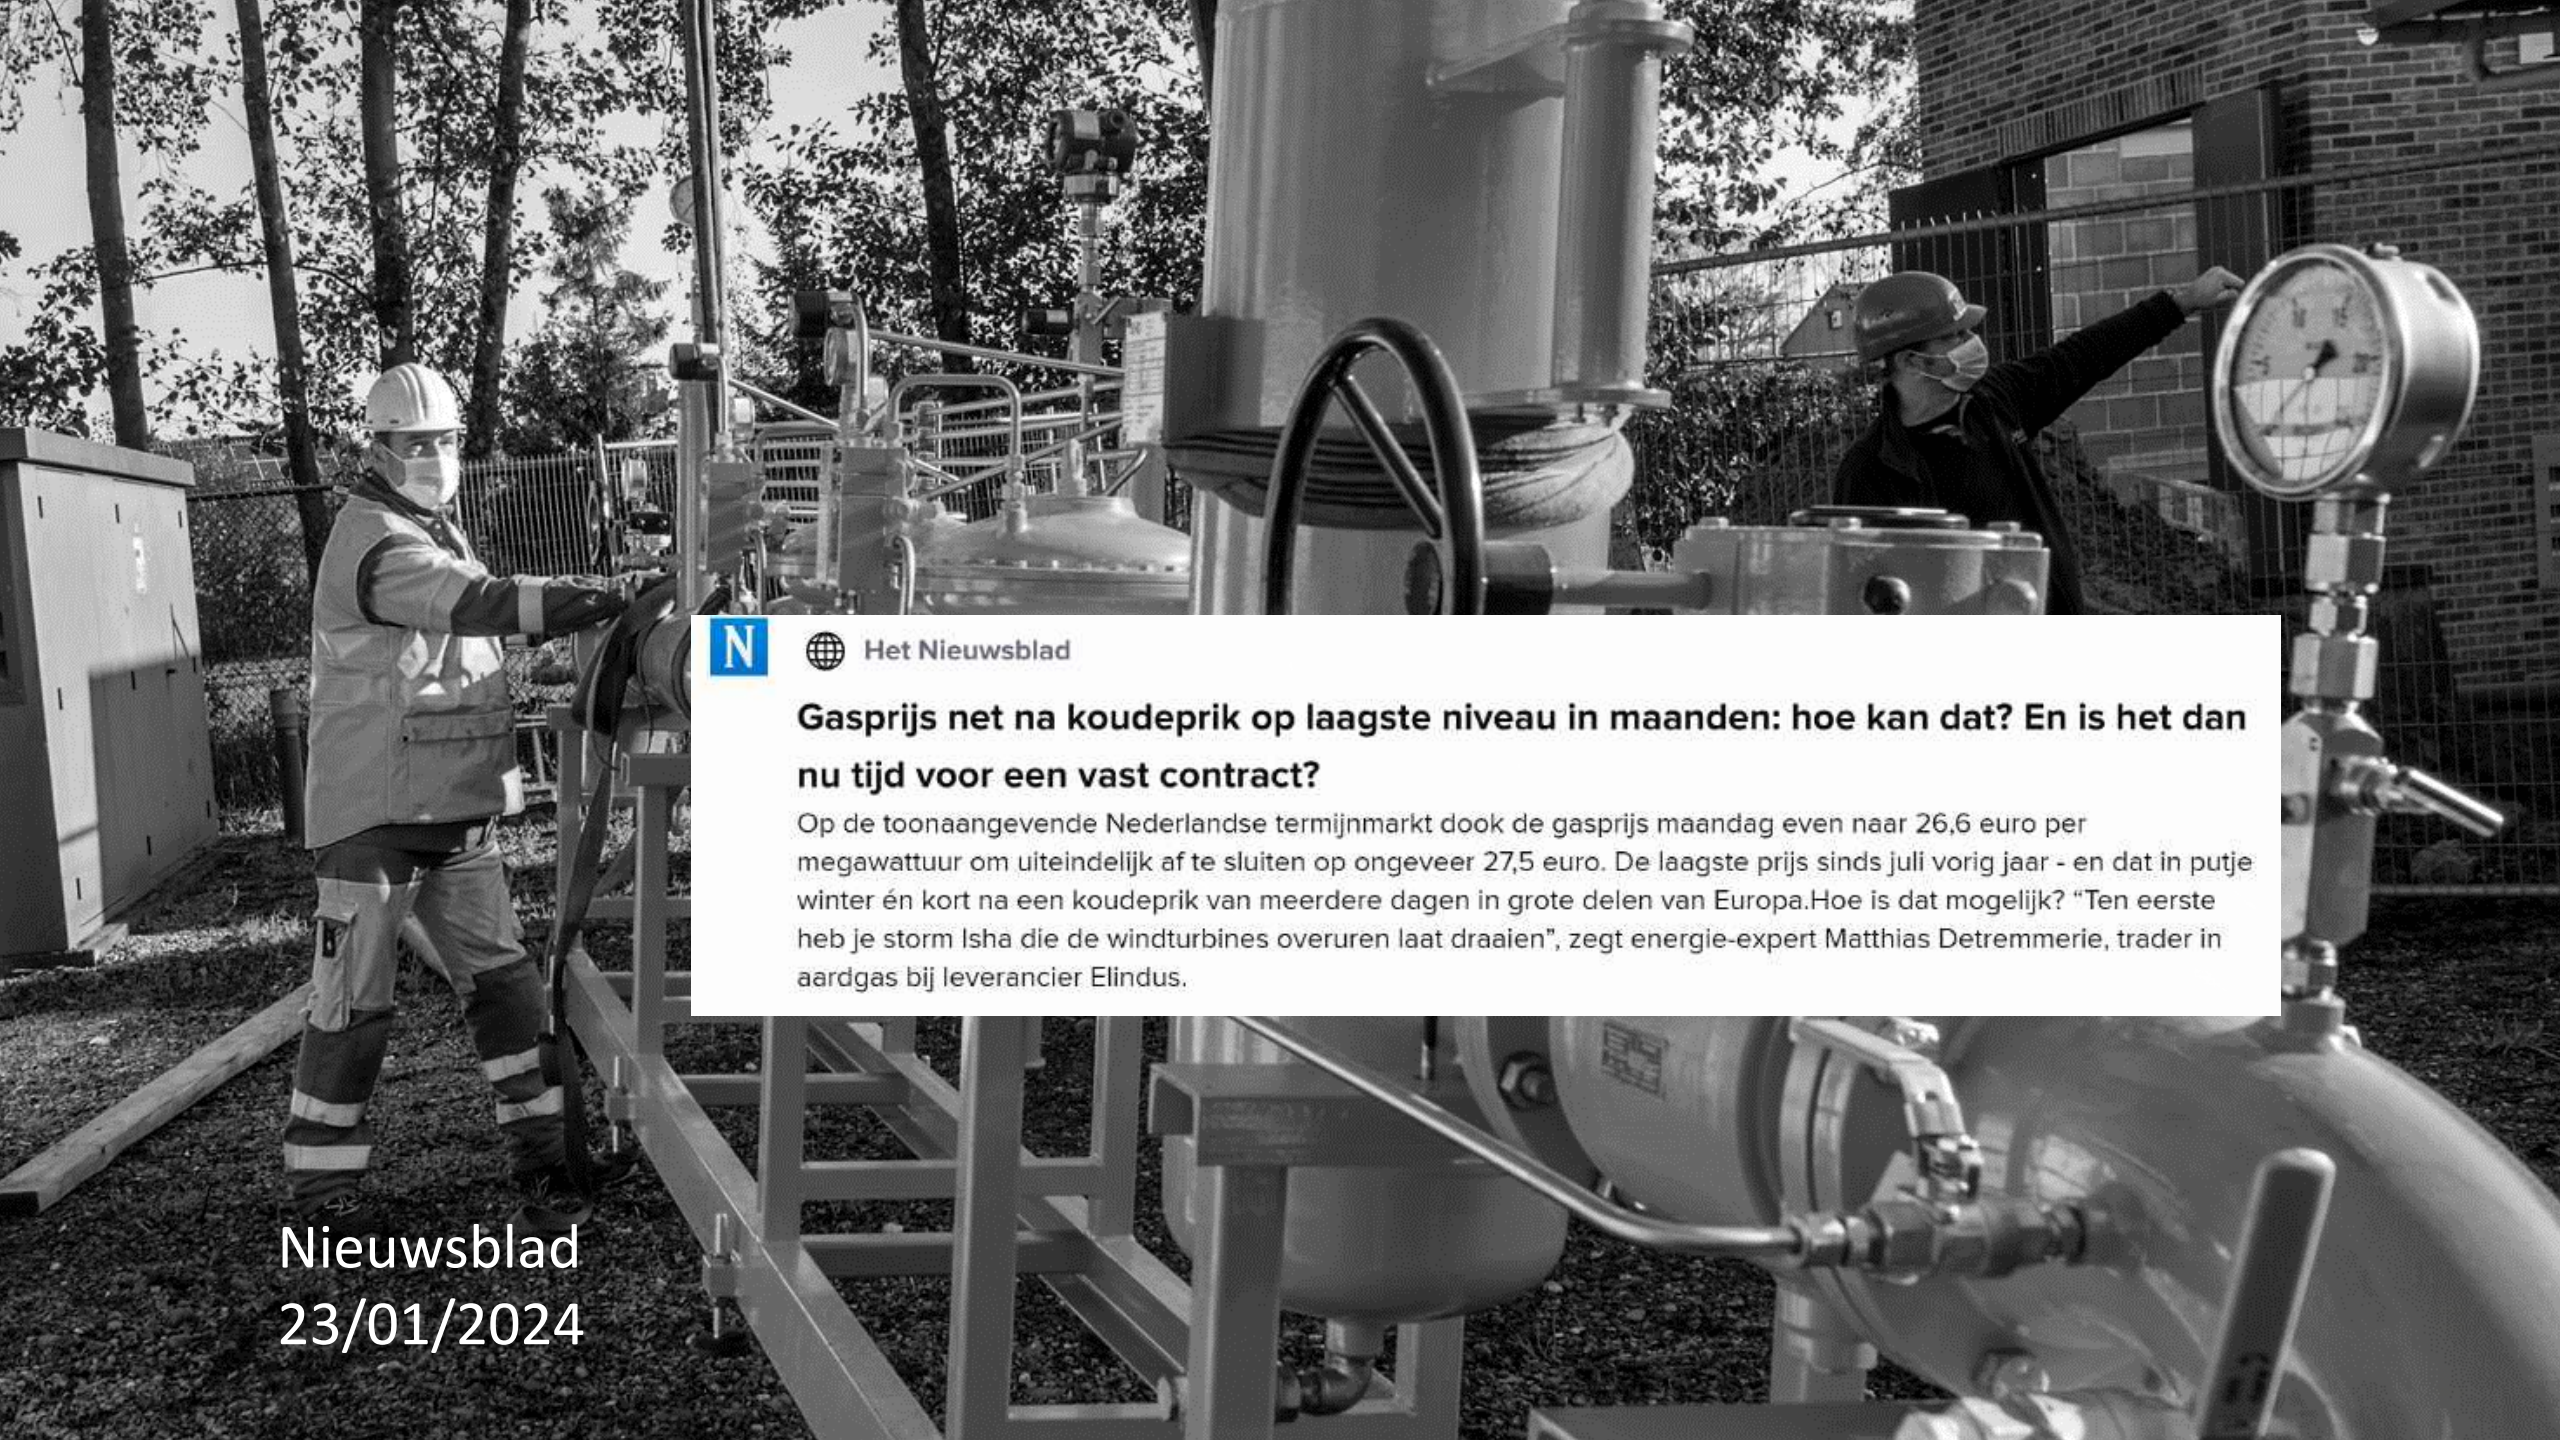 N
Het Nieuwsblad
Gasprijs net na koudeprik op laagste niveau in maanden: hoe kan dat? En is het dan
nu tijd voor een vast contract?
Op de toonaangevende Nederlandse termijnmarkt dook de gasprijs maandag even naar 26,6 euro per
megawattuur om uiteindelijk af te sluiten op ongeveer 27,5 euro. De laagste prijs sinds juli vorig jaar - en dat in putje
winter én kort na een koudeprik van meerdere dagen in grote delen van Europa.Hoe is dat mogelijk? “Ten eerste
heb je storm Isha die de windturbines overuren laat draaien”, zegt energie-expert Matthias Detremmerie, trader in
aardgas bij leverancier Elindus.
Nieuwsblad
23/01/2024